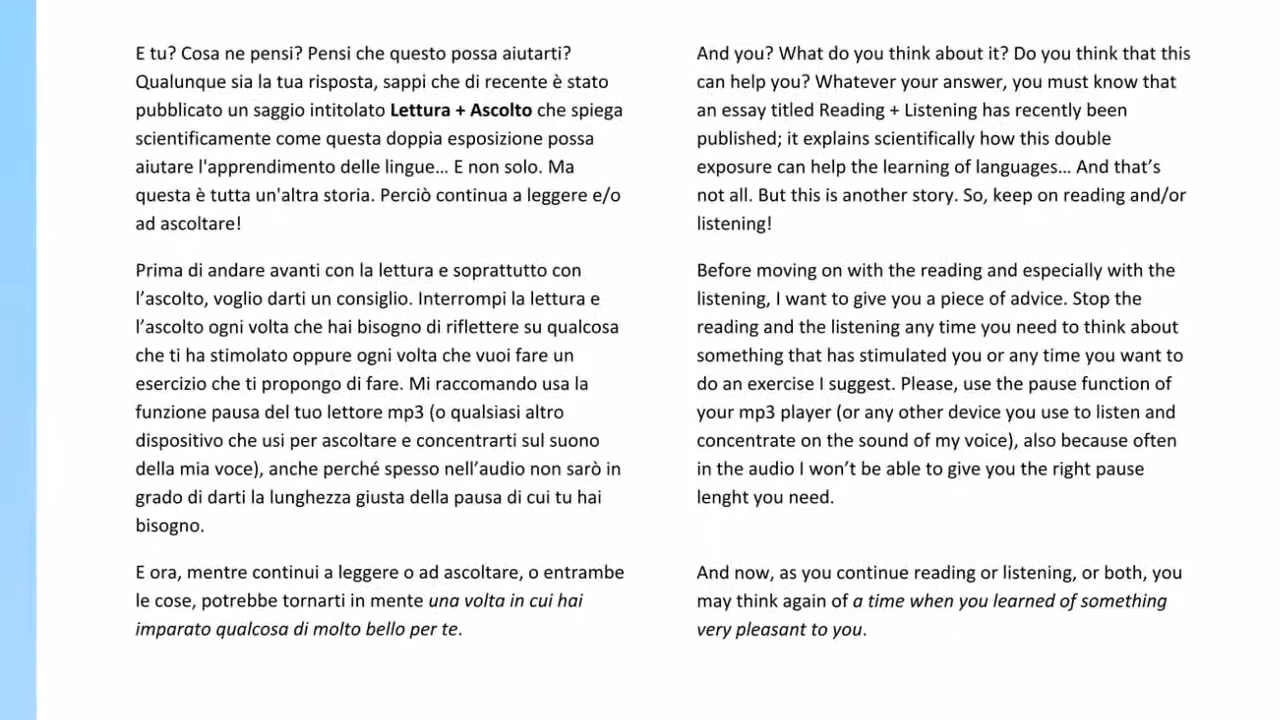 E tu? Cosa ne pensi? Pensi che questo possa aiutarti?
Qualunque sia la tua risposta, sappi che di recente è stato
pubblicato un saggio intitolato Lettura + Ascolto che spiega
scientificamente come questa doppia esposizione possa
aiutare l'apprendimento delle lingue... E non solo. Ma
questa è tutta un'altra storia. Perciò continua a leggere e/o
ad ascoltare!
Prima di andare avanti con la lettura e soprattutto con
l’ascolto, voglio darti un consiglio. Interrompi la lettura e
l’ascolto ogni volta che hai bisogno di riflettere su qualcosa
che ti ha stimolato oppure ogni volta che vuoi fare un
esercizio che ti propongo di fare. Mi raccomando usa la
funzione pausa del tuo lettore mp3 (o qualsiasi altro
dispositivo che usi per ascoltare e concentrarti sul suono
della mia voce), anche perché spesso nell’audio non sarò in
grado di darti la lunghezza giusta della pausa di cui tu hai
bisogno.
E ora, mentre continui a leggere o ad ascoltare, o entrambe
le cose, potrebbe tornarti in mente una volta in cui hai
imparato qualcosa di molto bello per te.
And you? What do you think about it? Do you think that this
can help you? Whatever your answer, you must know that
an essay titled Reading + Listening has recently been
published; it explains scientifically how this double
exposure can help the learning of languages... And that’s
not all. But this is another story. So, keep on reading and/or
listening!
Before moving on with the reading and especially with the
listening, I want to give you a piece of advice. Stop the
reading and the listening any time you need to think about
something that has stimulated you or any time you want to
do an exercise I suggest. Please, use the pause function of
your mp3 player (or any other device you use to listen and
concentrate on the sound of my voice), also because often
in the audio I won’t be able to give you the right pause
lenght you need.
And now, as you continue reading or listening, or both, you
may think again of a time when you learned of something
very pleasant to you.